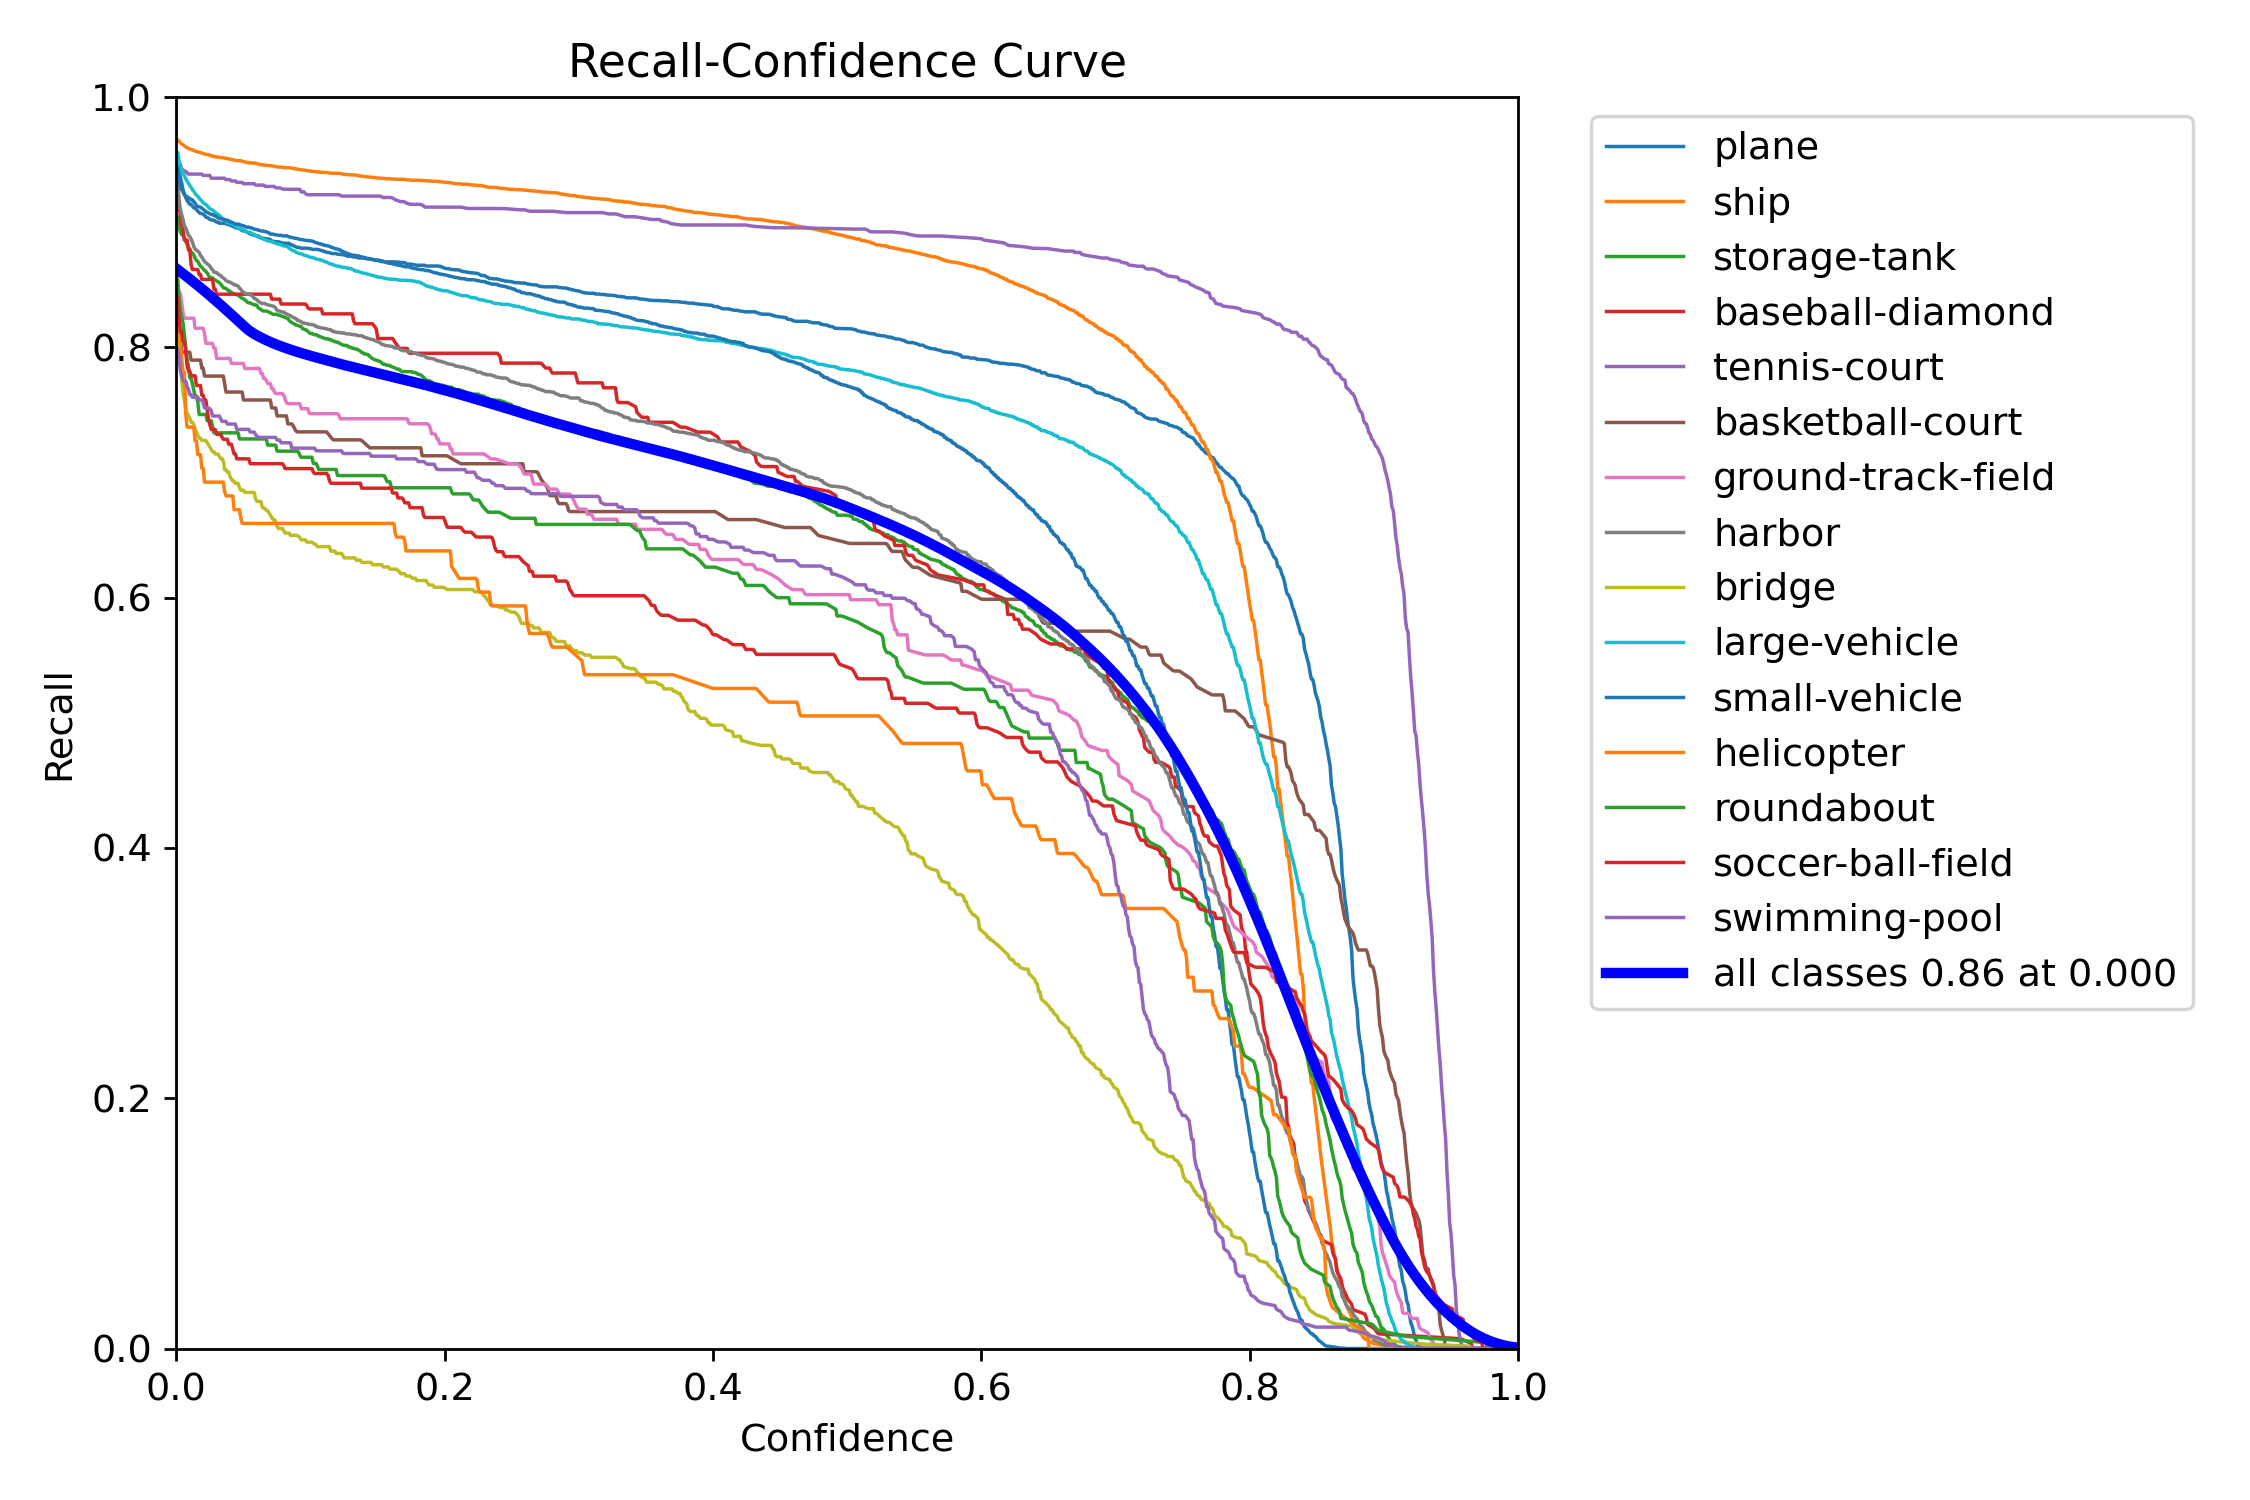 Recall-Confidence Curve
1.0
0.8
0.6
0.4
0.2
0.0
Recall
0.0 0.2 0.4 0.6 0.8 1.0
Confidence
plane
ship
storage-tank
baseball-diamond
tennis-court
basketball-court
ground-track-field
harbor
bridge
large-vehicle
small-vehicle
helicopter
roundabout
soccer-ball-field
swimming-pool
all classes 0.86 at 0.000